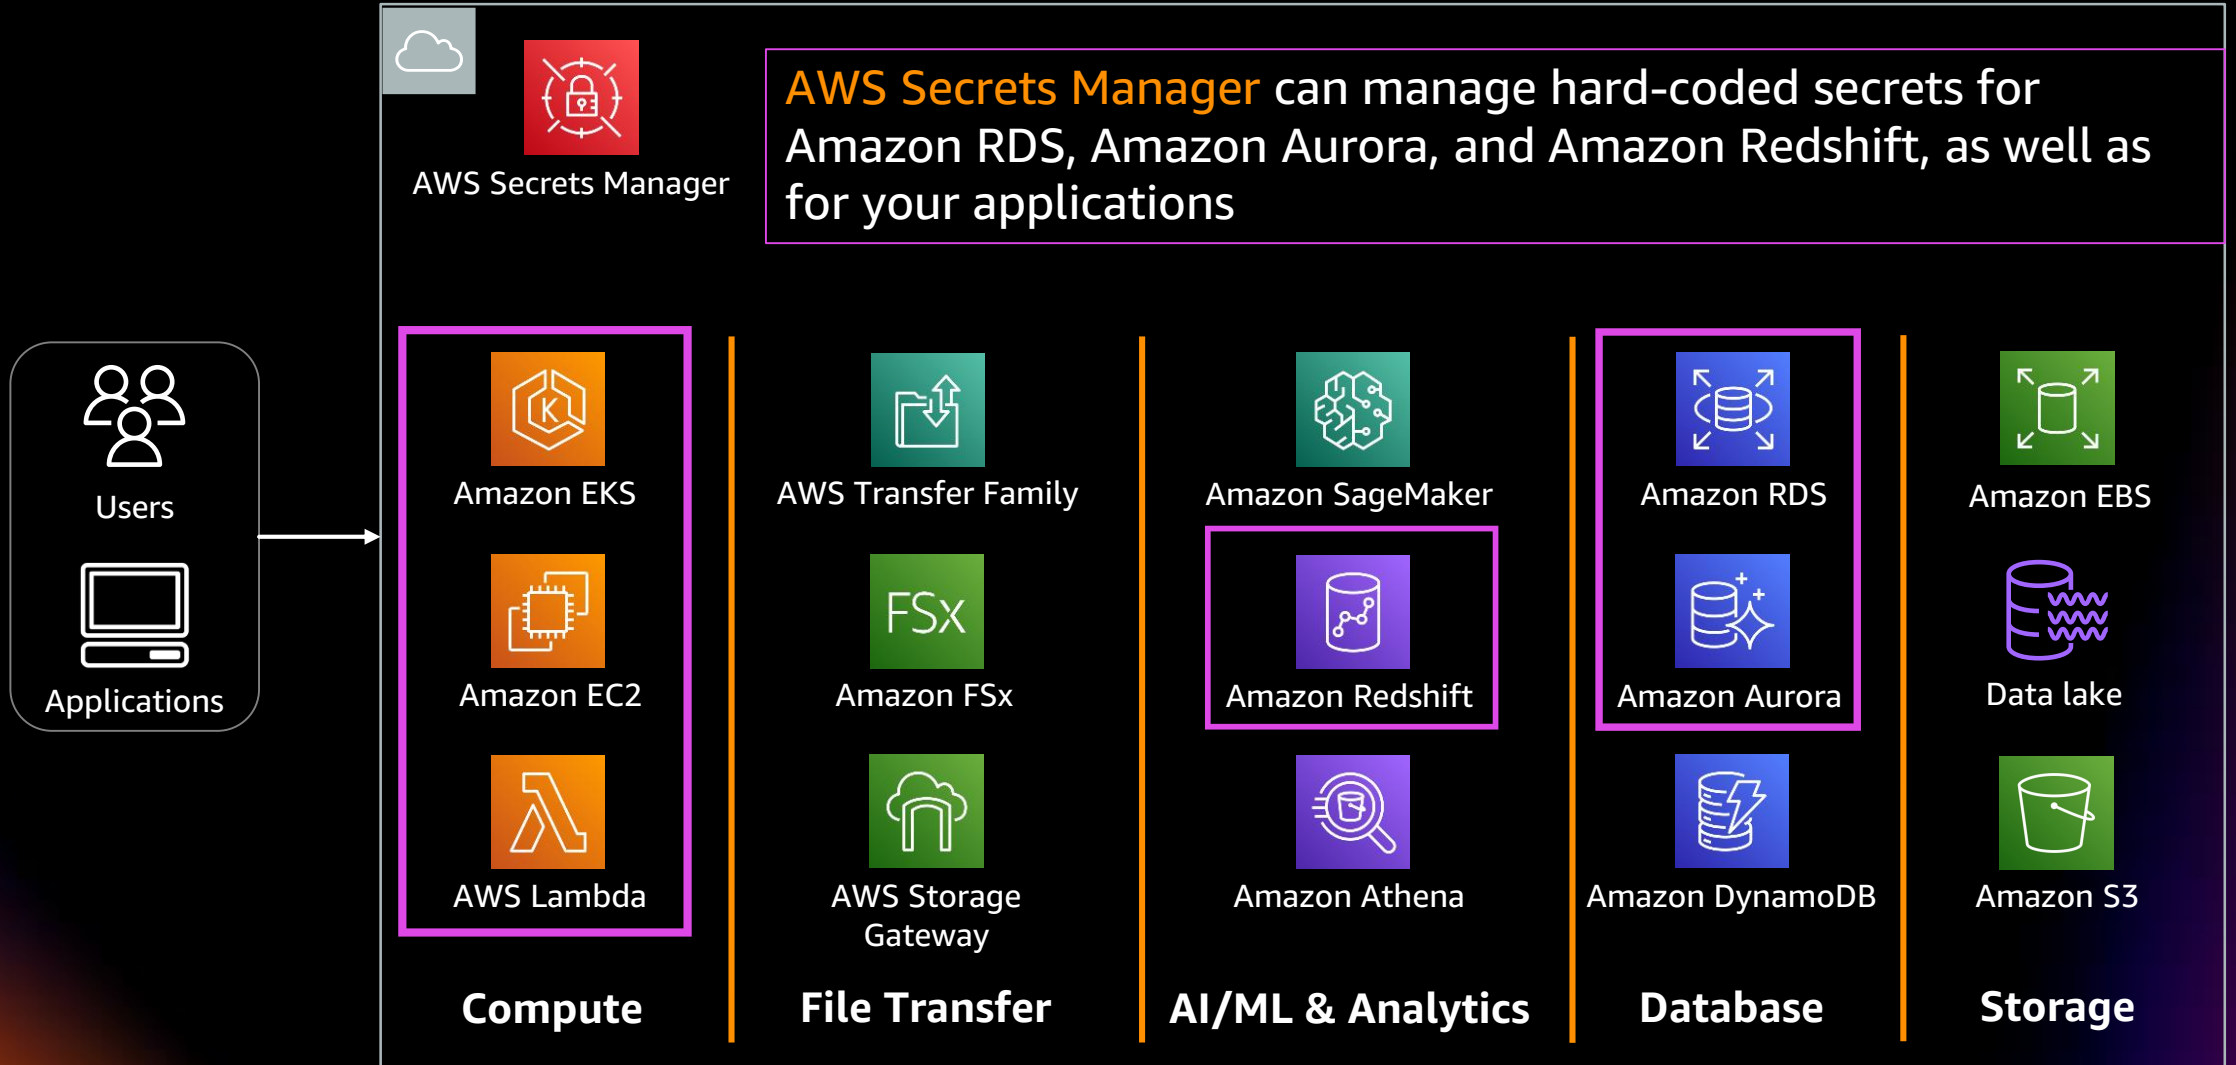 AWS Secrets Manager
AWS Secrets Manager can manage hard-coded secrets for
Amazon RDS, Amazon Aurora, and Amazon Redshift, as well as
for your applications
Users
Applications
Amazon EKS
Amazon EC2
K
AWS Lambda
Compute
AWS Transfer Family
FSx
Amazon FSx
AWS Storage
Gateway
File Transfer
Amazon SageMaker
Amazon Redshift
Amazon Athena
AI/ML & Analytics
Amazon RDS
Amazon Aurora
Amazon DynamoDB
Database
Amazon EBS
Data lake
Amazon S3
Storage